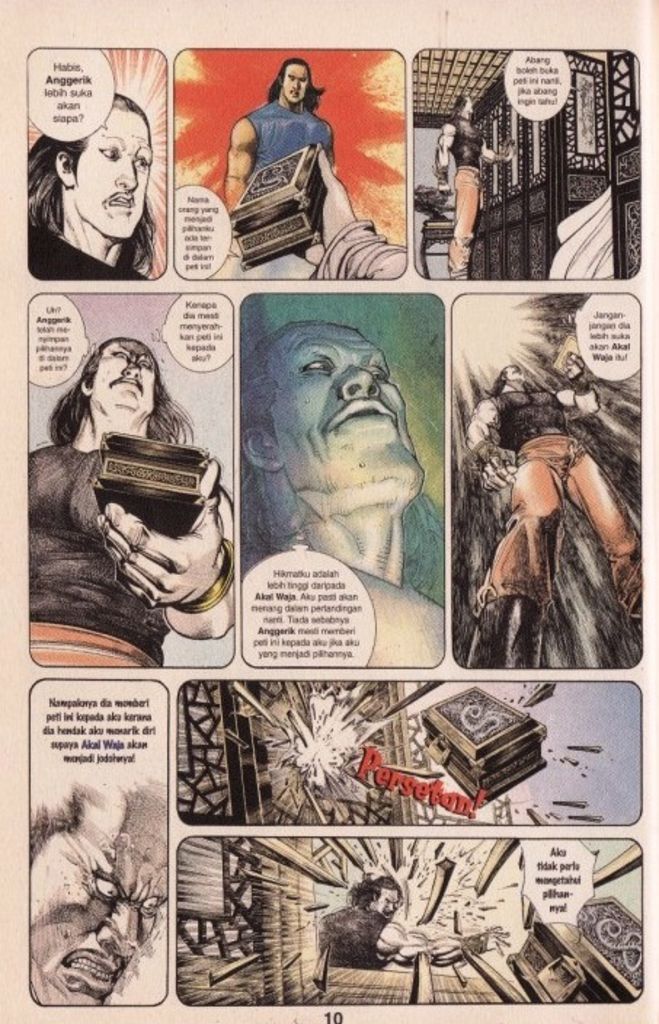 Habis,
Anggerik
lebih suka
akan
siapa?
Nama
orang yang
menjadi
pilihanku
ada ter-
simpan
di dalam
peti ini!
Abang
boleh buka
peti ini nanti,
jika abang
ingin tahu!
Uh?
Anggerik
telah me-
nyimpan
pilihannya
di dalam
peti ini?
Kenapa
dia mesti
menyerah-
kan peti ini
kepada
aku?
Hikmatku adalah
lebih tinggi daripada
Akal Waja. Aku pasti akan
menang dalam pertandingan
nanti. Tiada sebabnya
Anggerik mesti memberi
peti ini kepada aku jika aku
yang menjadi pilihannya.
Jangan-
jangan dia
lebih suka
akan Akal
Waja itu!
Nampaknya dia memberi
peti ini kepada aku kerana
dia hendak aku menarik diri
supaya Akal Waja akan
menjadi jodohnya!
Persetan!
Aku
tidak perlu
mengetahui
pilihan-
nya!
10